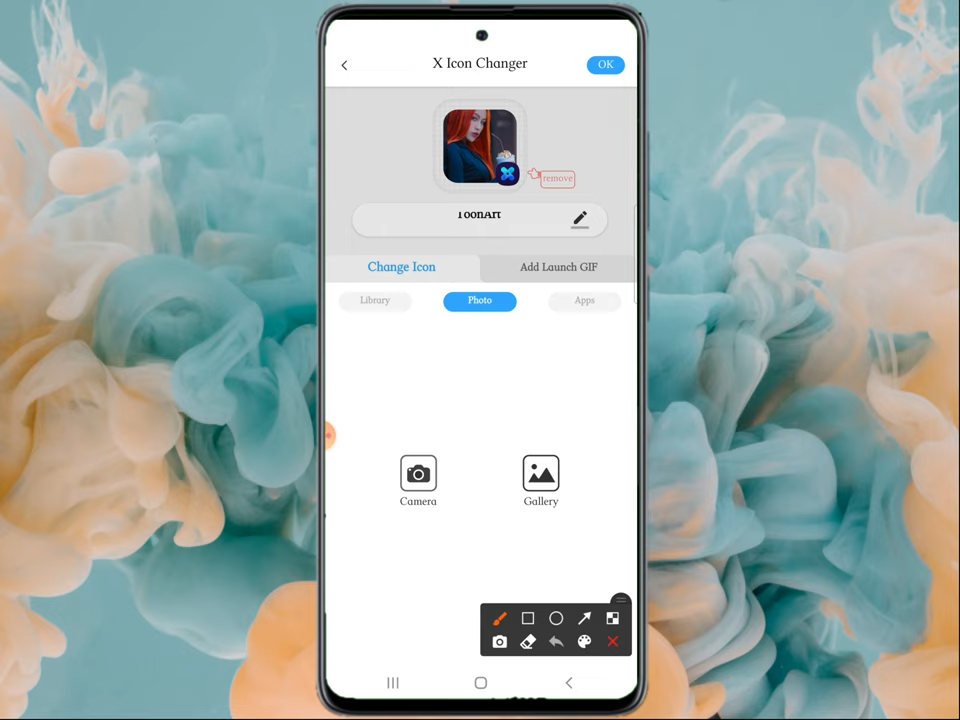 X Icon Changer
OK
remove
ToonArt
Change Icon
Add Launch GIF
Library
Photo
Apps
Camera
Gallery